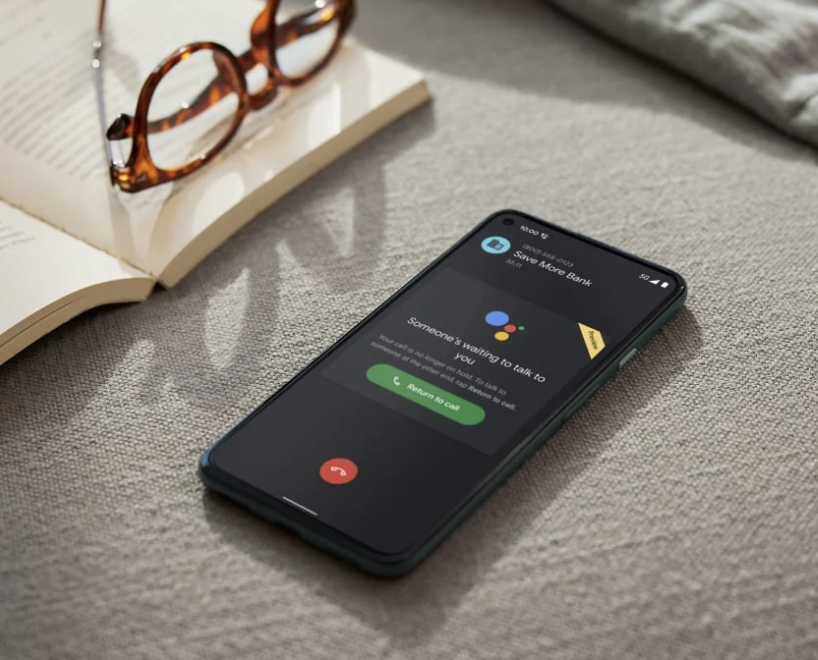 10:00
5G
(800) 555-0123
Save More Bank
35:11
Preview
Someone's waiting to talk to
you
Your call is no longer on hold. To talk to
someone at the other end, tap Return to call.
Return to call